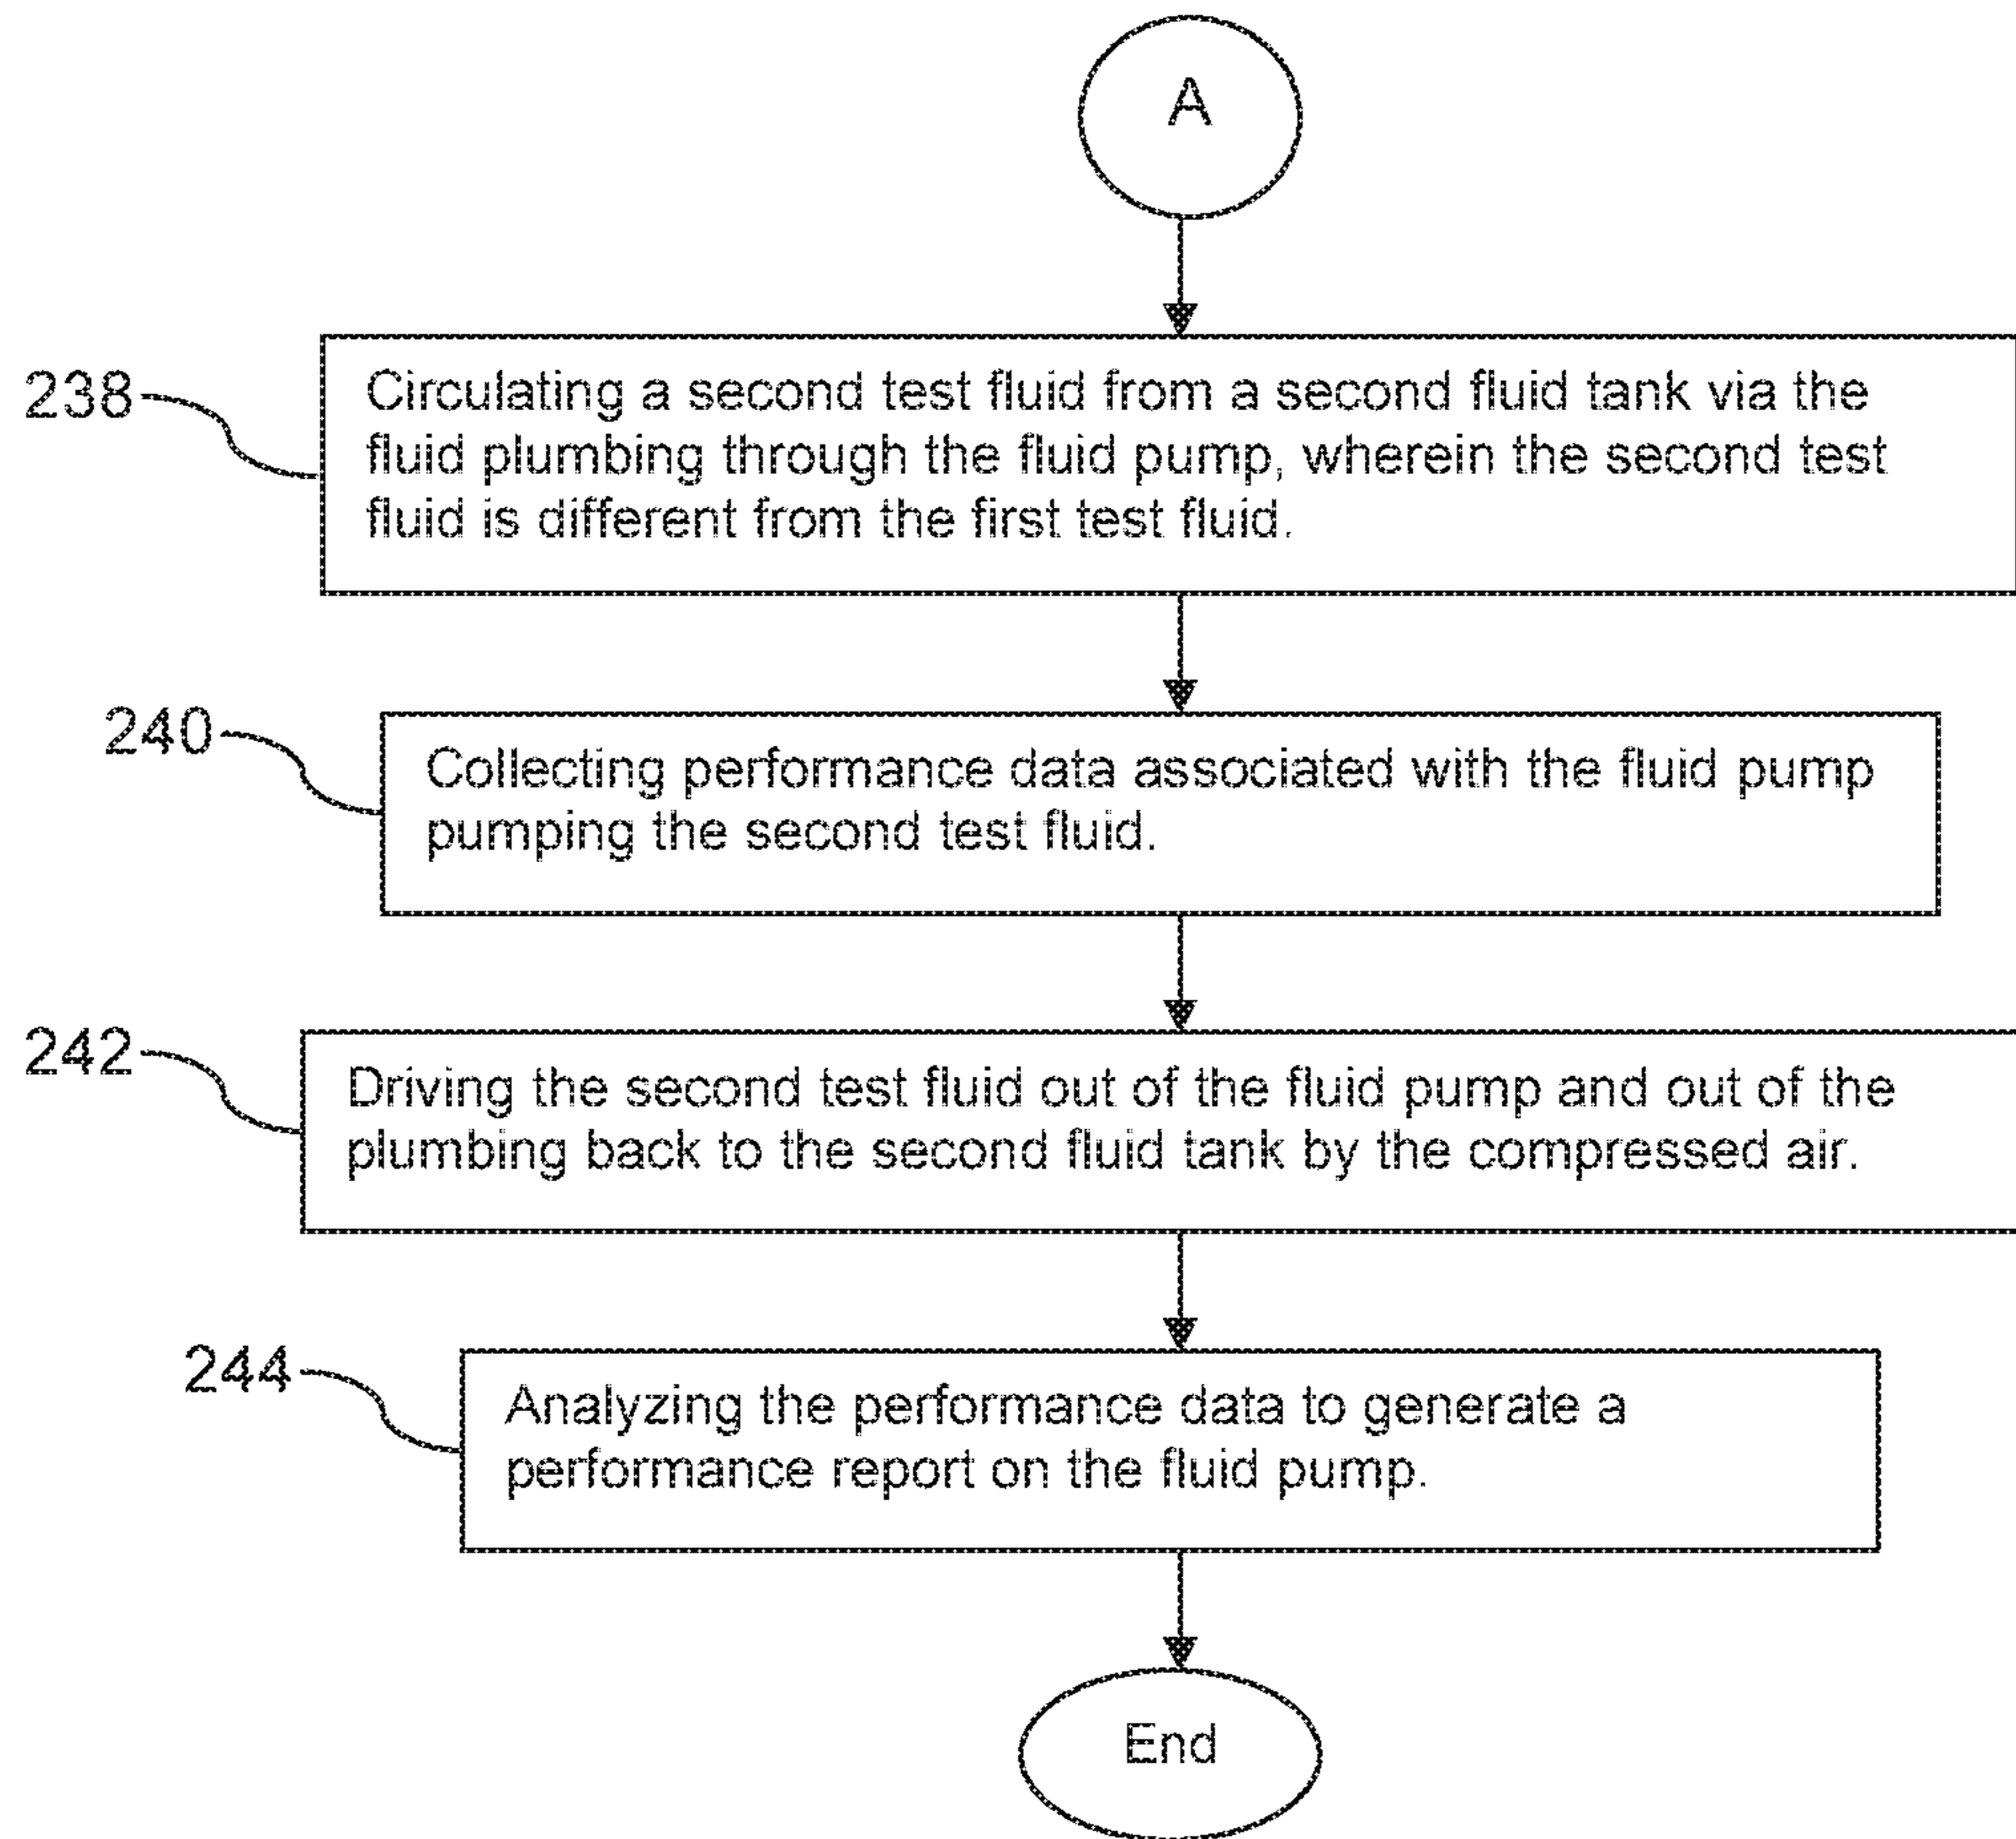 A
238
Circulating a second test fluid from a second fluid tank via the
fluid plumbing through the fluid pump, wherein the second test
fluid is different from the first test fluid.
240
Collecting performance data associated with the fluid pump
pumping the second test fluid.
242
Driving the second test fluid out of the fluid pump and out of the
plumbing back to the second fluid tank by the compressed air.
244
Analyzing the performance data to generate a
performance report on the fluid pump.
End